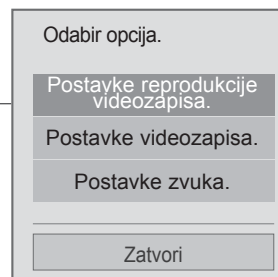 Odabir opcija.
Postavke reprodukcije
videozapisa.
Postavke videozapisa.
Postavke zvuka.
Zatvori